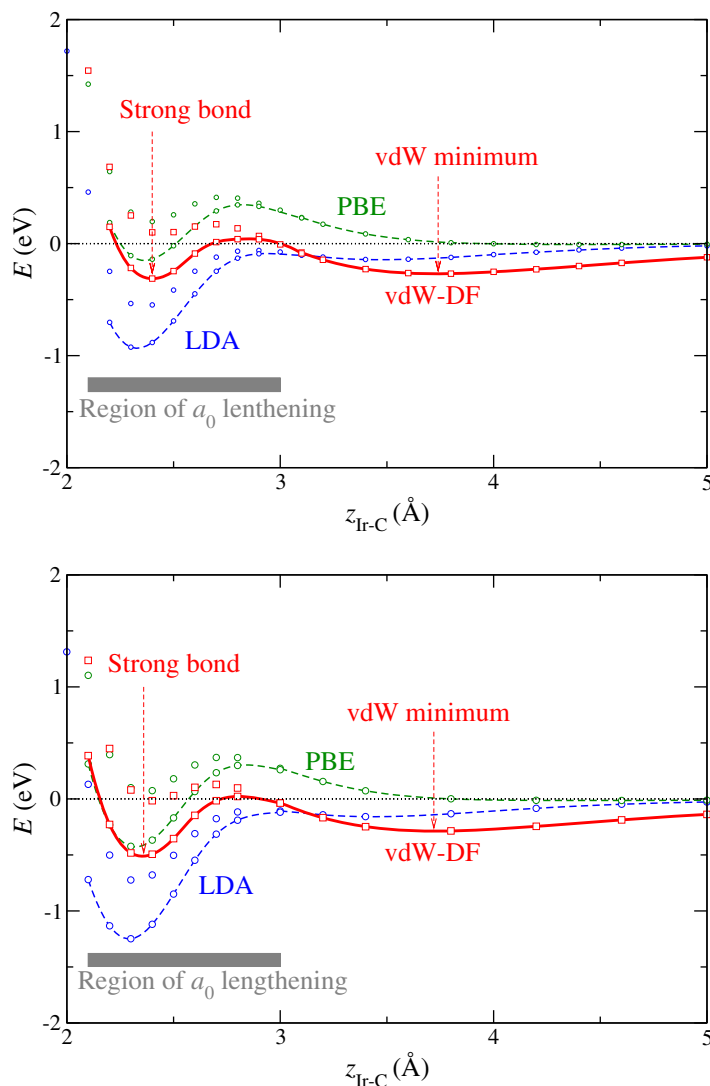 2
Strong bond
vdW minimum
1
PBE
E (eV)
0
vdW-DF
LDA
-1
Region of a0 lenthening
-2
2
3
4
5
zIr-C (Å)
2
Strong bond
1
vdW minimum
PBE
E (eV)
0
vdW-DF
LDA
-1
Region of a0 lengthening
-2
2
3
4
5
zIr-C (Å)